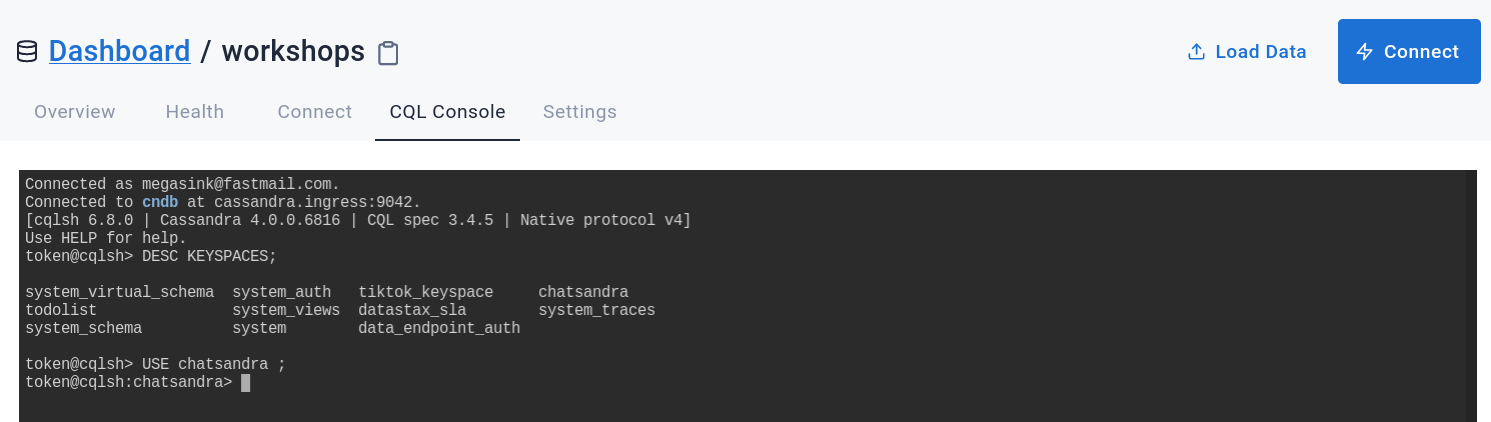 Dashboard / workshops
Load Data
Connect
Overview Health Connect CQL Console Settings
Connected as megasink@fastmail.com.
Connected to cndb at cassandra.ingress:9042.
[cqlsh 6.8.0 | Cassandra 4.0.0.6816 | CQL spec 3.4.5 | Native protocol v4]
Use HELP for help.
token@cqlsh> DESC KEYSPACES;
system_virtual_schema  system_auth   tiktok_keyspace     chatsandra
todolist               system_views  datastax_sla        system_traces
system_schema          system        data_endpoint_auth
token@cqlsh> USE chatsandra ;
token@cqlsh:chatsandra>